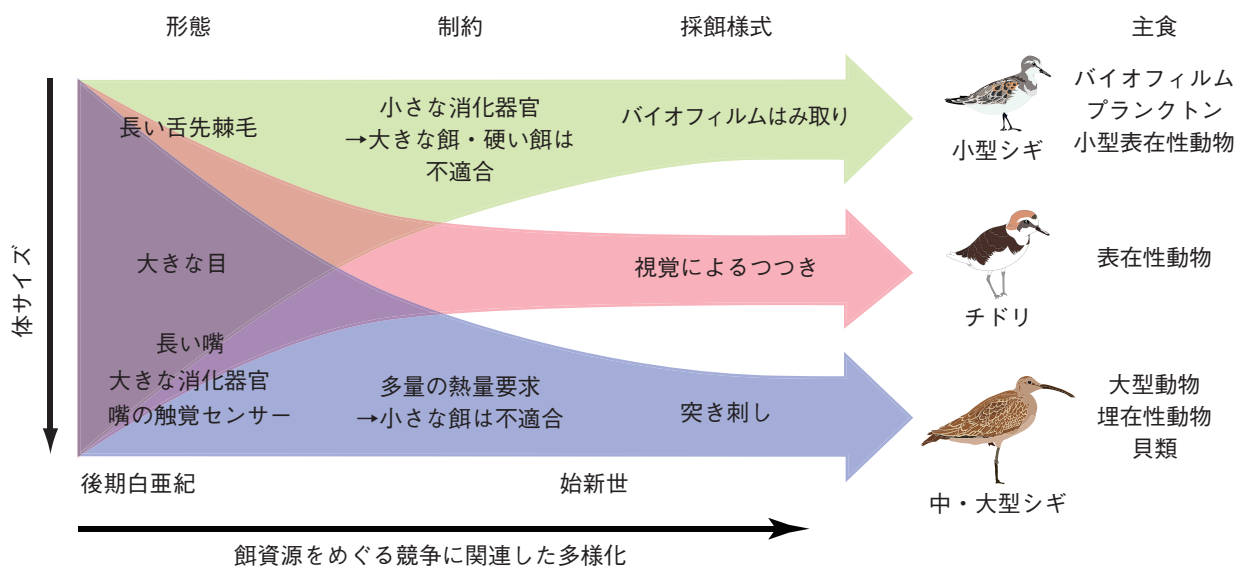 形態
制約
採餌様式
主食
体サイズ
長い舌先棘毛
小さな消化器官
→大きな餌・硬い餌は
不適合
バイオフィルムはみ取り
小型シギ
バイオフィルム
プランクトン
小型表在性動物
大きな目
視覚によるつつき
チドリ
表在性動物
長い嘴
大きな消化器官
嘴の触覚センサー
多量の熱量要求
→小さな餌は不適合
突き刺し
中・大型シギ
大型動物
埋在性動物
貝類
後期白亜紀
始新世
餌資源をめぐる競争に関連した多様化